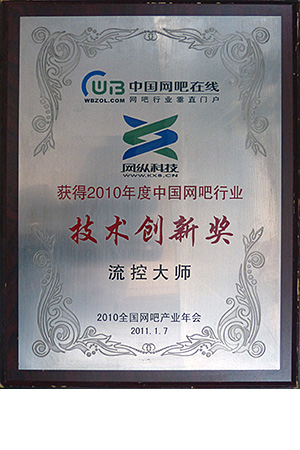 WB 中国网吧在线
WBZOL.COM 网吧行业垂直门户
网纵科技
WWW.KX8.CN
获得2010年度中国网吧行业
技术创新奖
流控大师
2010全国网吧产业年会
2011.1.7